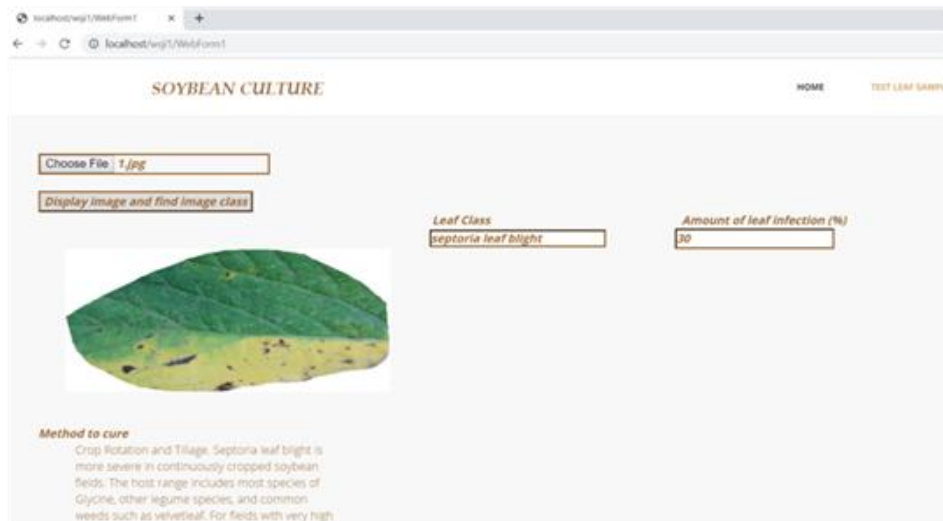 localhost/wcji1/WebForm1
localhost/wcji1/WebForm1
SOYBEAN CULTURE
HOME
TEST LEAF SAMP
Choose File 1.jpg
Display image and find image class
Leaf Class
Amount of leaf infection (%)
septoria leaf blight
30
Method to cure
Crop Rotation and Tillage. Septoria leaf blight is
more severe in continuously cropped soybean
fields. The host range includes most species of
Glycine, other legume species, and common
weeds such as velvetleaf. For fields with very high